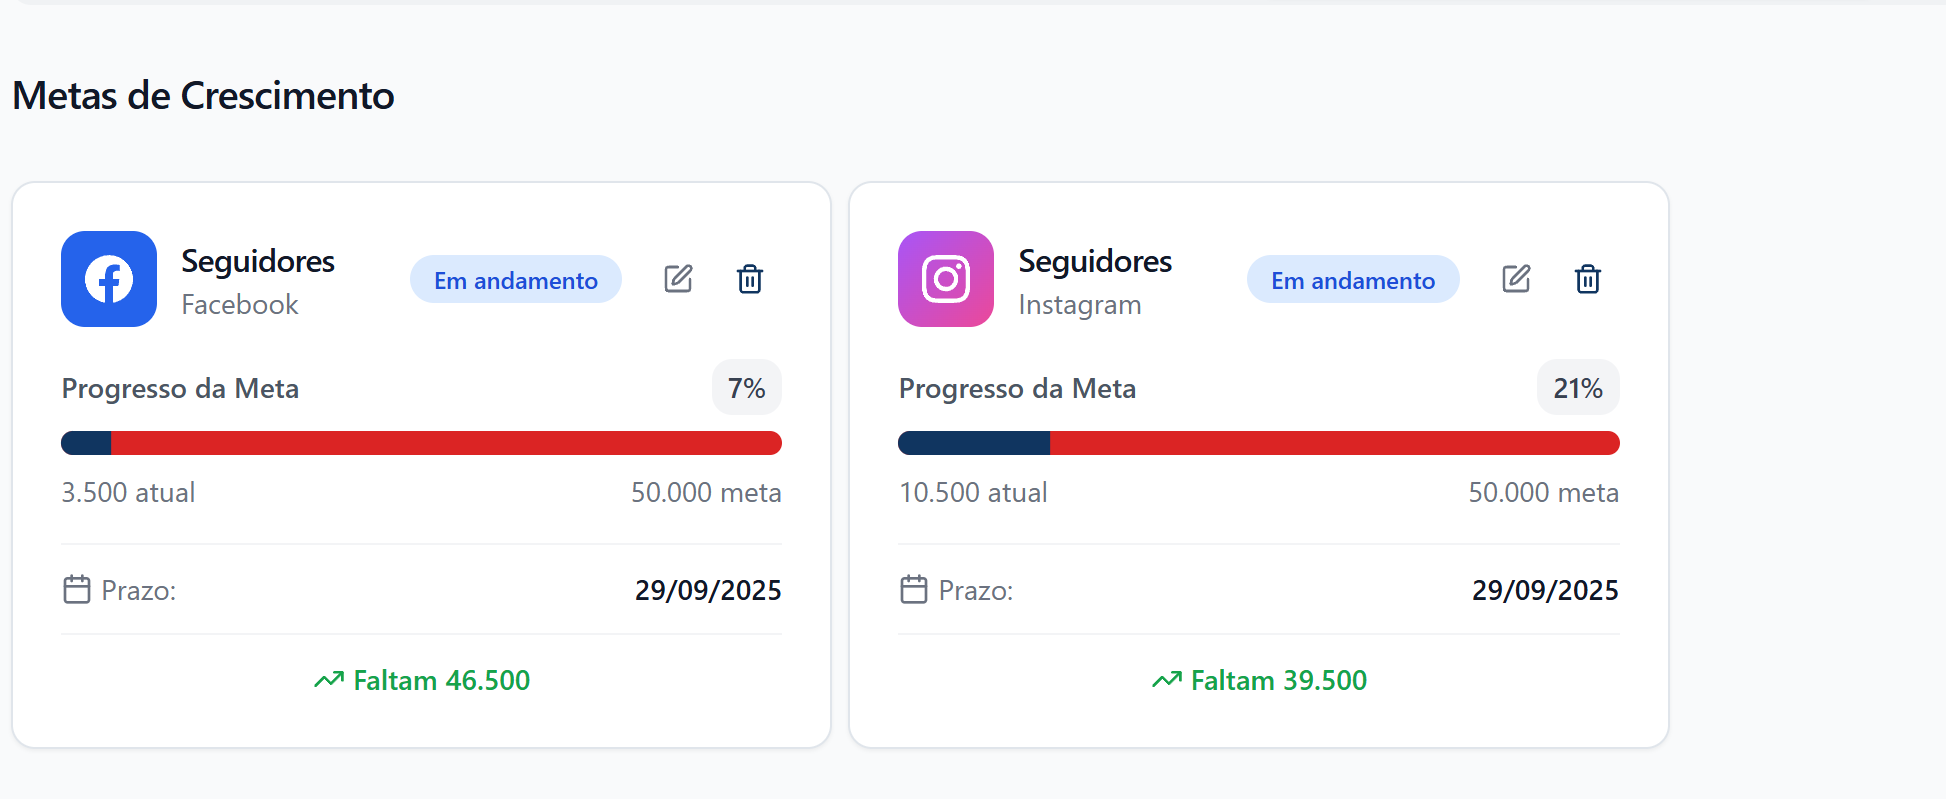 Metas de Crescimento
Seguidores
Facebook
Em andamento
Progresso da Meta
7%
3.500 atual
50.000 meta
Prazo:
29/09/2025
Faltam 46.500
Seguidores
Instagram
Em andamento
Progresso da Meta
21%
10.500 atual
50.000 meta
Prazo:
29/09/2025
Faltam 39.500